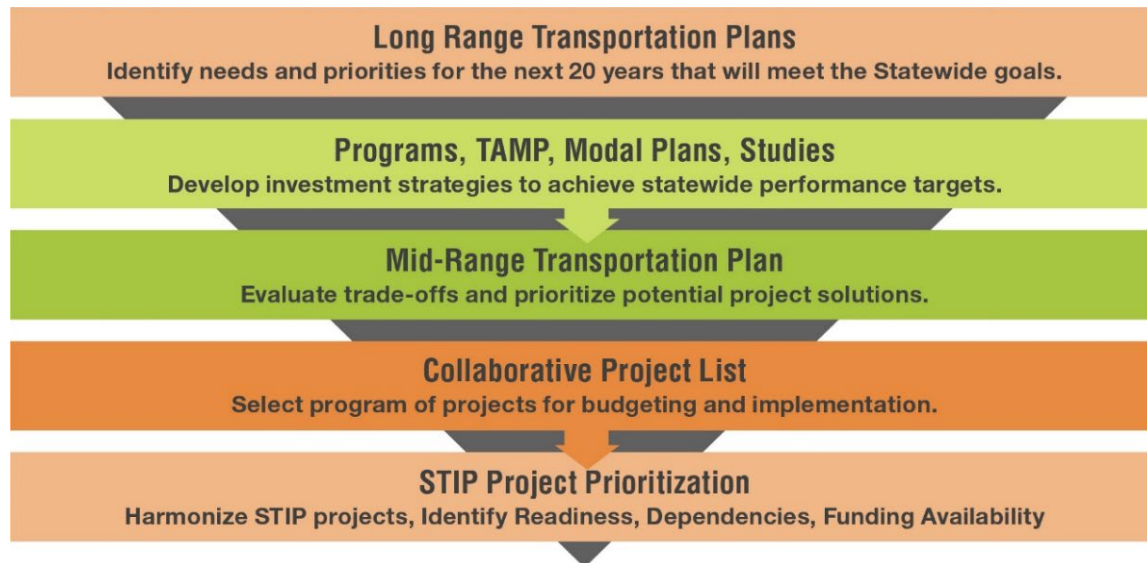 Long Range Transportation Plans
Identify needs and priorities for the next 20 years that will meet the Statewide goals.
Programs, TAMP, Modal Plans, Studies
Develop investment strategies to achieve statewide performance targets.
Mid-Range Transportation Plan
Evaluate trade-offs and prioritize potential project solutions.
Collaborative Project List
Select program of projects for budgeting and implementation.
STIP Project Prioritization
Harmonize STIP projects, Identify Readiness, Dependencies, Funding Availability